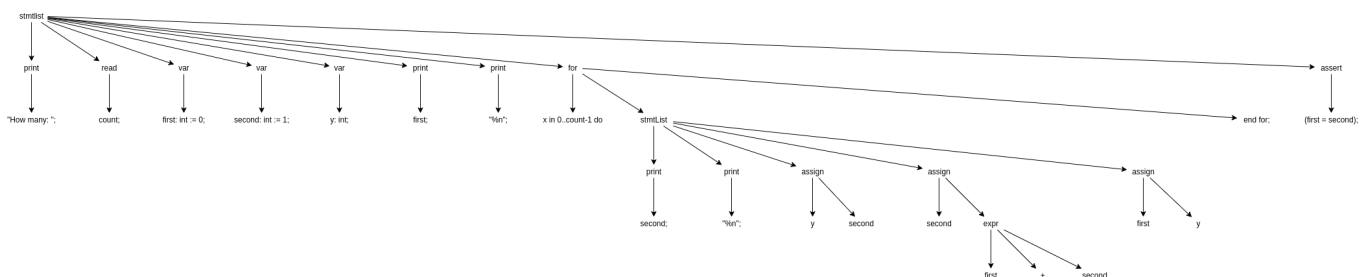 stmtlist
print read var var var print print for assert
"How many: "; count; first: int := 0; second: int := 1; y: int; first; "%n"; x in 0..count-1 do stmtList end for; (first = second);
print print assign assign assign
second; "%n"; y second second expr first y
first + second